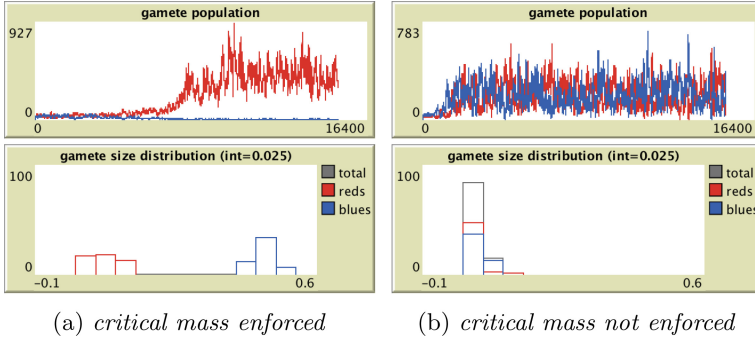 gamete population
927
0
0
16400
gamete size distribution (int=0.025)
100
0
-0.1
0.6
total
reds
blues
(a) critical mass enforced
gamete population
783
0
0
16400
gamete size distribution (int=0.025)
100
0
-0.1
0.6
total
reds
blues
(b) critical mass not enforced